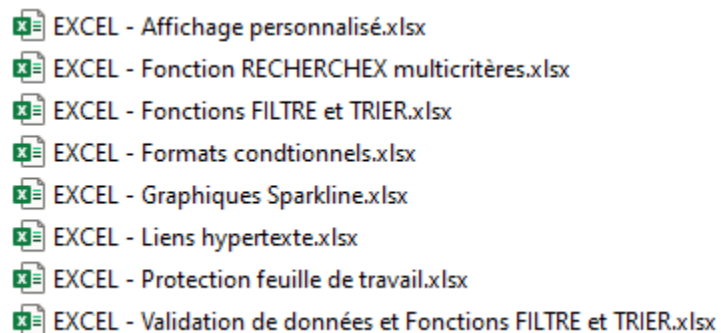 EXCEL - Affichage personnalisé.xlsx
EXCEL - Fonction RECHERCHEX multicritères.xlsx
EXCEL - Fonctions FILTRE et TRIER.xlsx
EXCEL - Formats condtionnels.xlsx
EXCEL - Graphiques Sparkline.xlsx
EXCEL - Liens hypertexte.xlsx
EXCEL - Protection feuille de travail.xlsx
EXCEL - Validation de données et Fonctions FILTRE et TRIER.xlsx